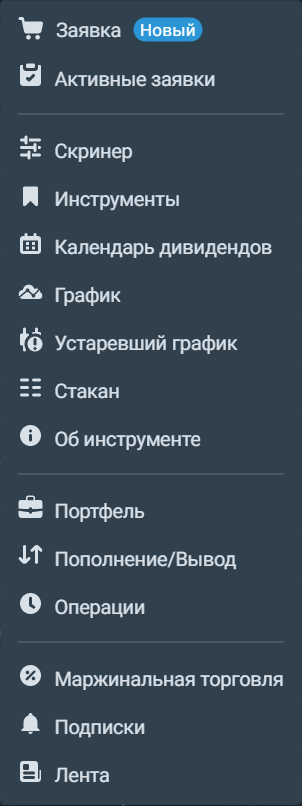 Заявка Новый
Активные заявки
Скринер
Инструменты
Календарь дивидендов
График
Устаревший график
Стакан
Об инструменте
Портфель
Пополнение/Вывод
Операции
Маржинальная торговля
Подписки
Лента